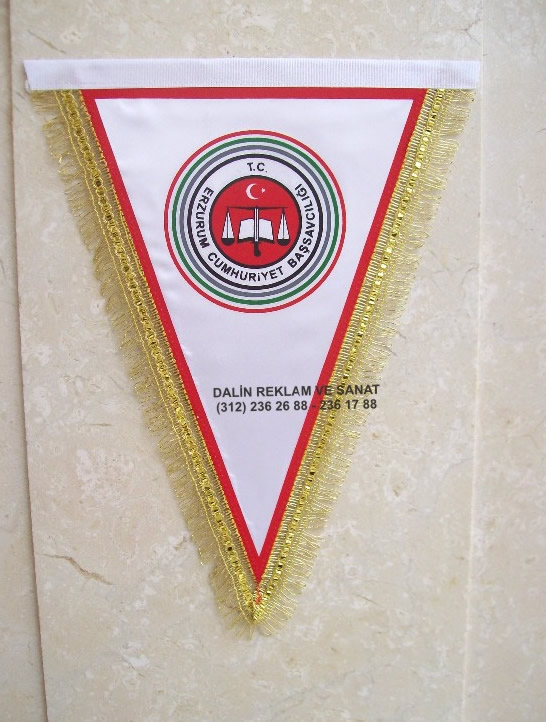 T.C.
ERZURUM CUMHURİYET BAŞSAVCILIĞI
DALİN REKLAM VE SANAT
(312) 236 26 88 - 236 17 88